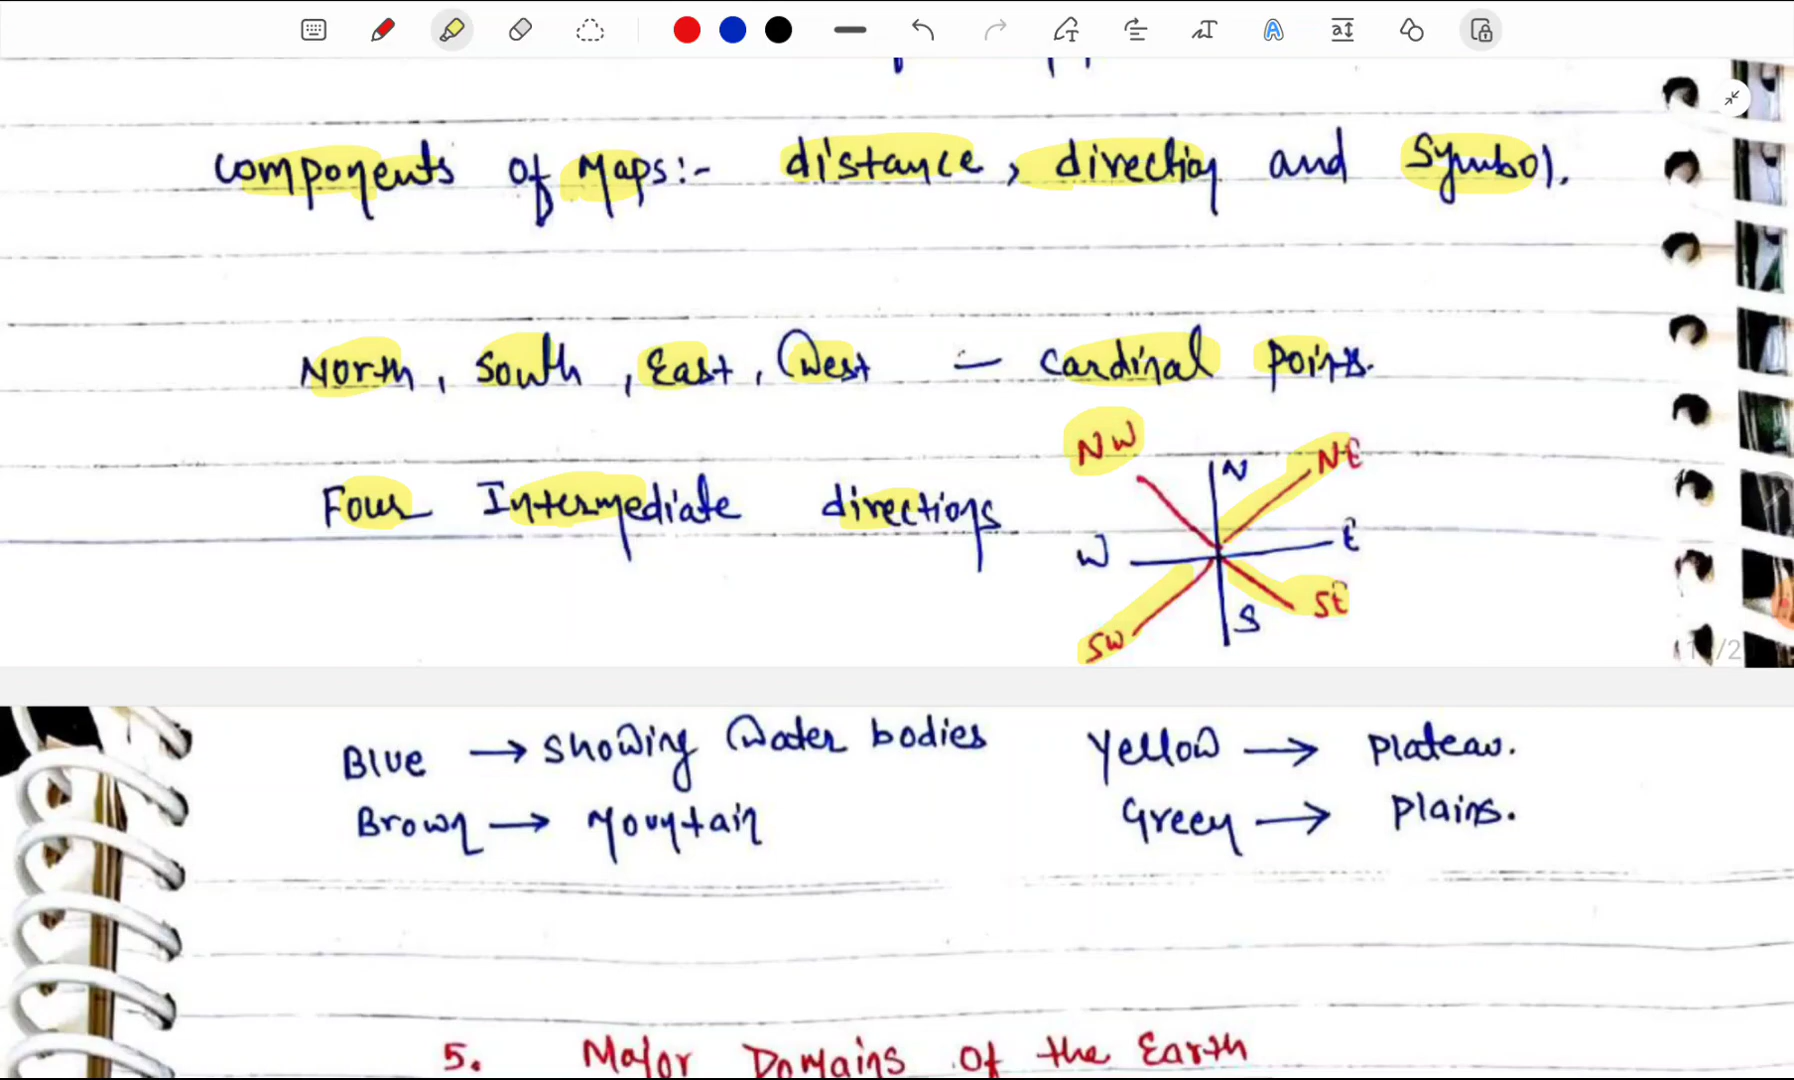 components of Maps:- distance, direction and Symbol.
North, South, East, West - Cardinal Points.
NW N NE
Four Intermediate directions
W E
SW S SE
Blue → showing water bodies Yellow → Plateau.
Brown → Mountain Green → Plains.
5. Major Domains of the Earth